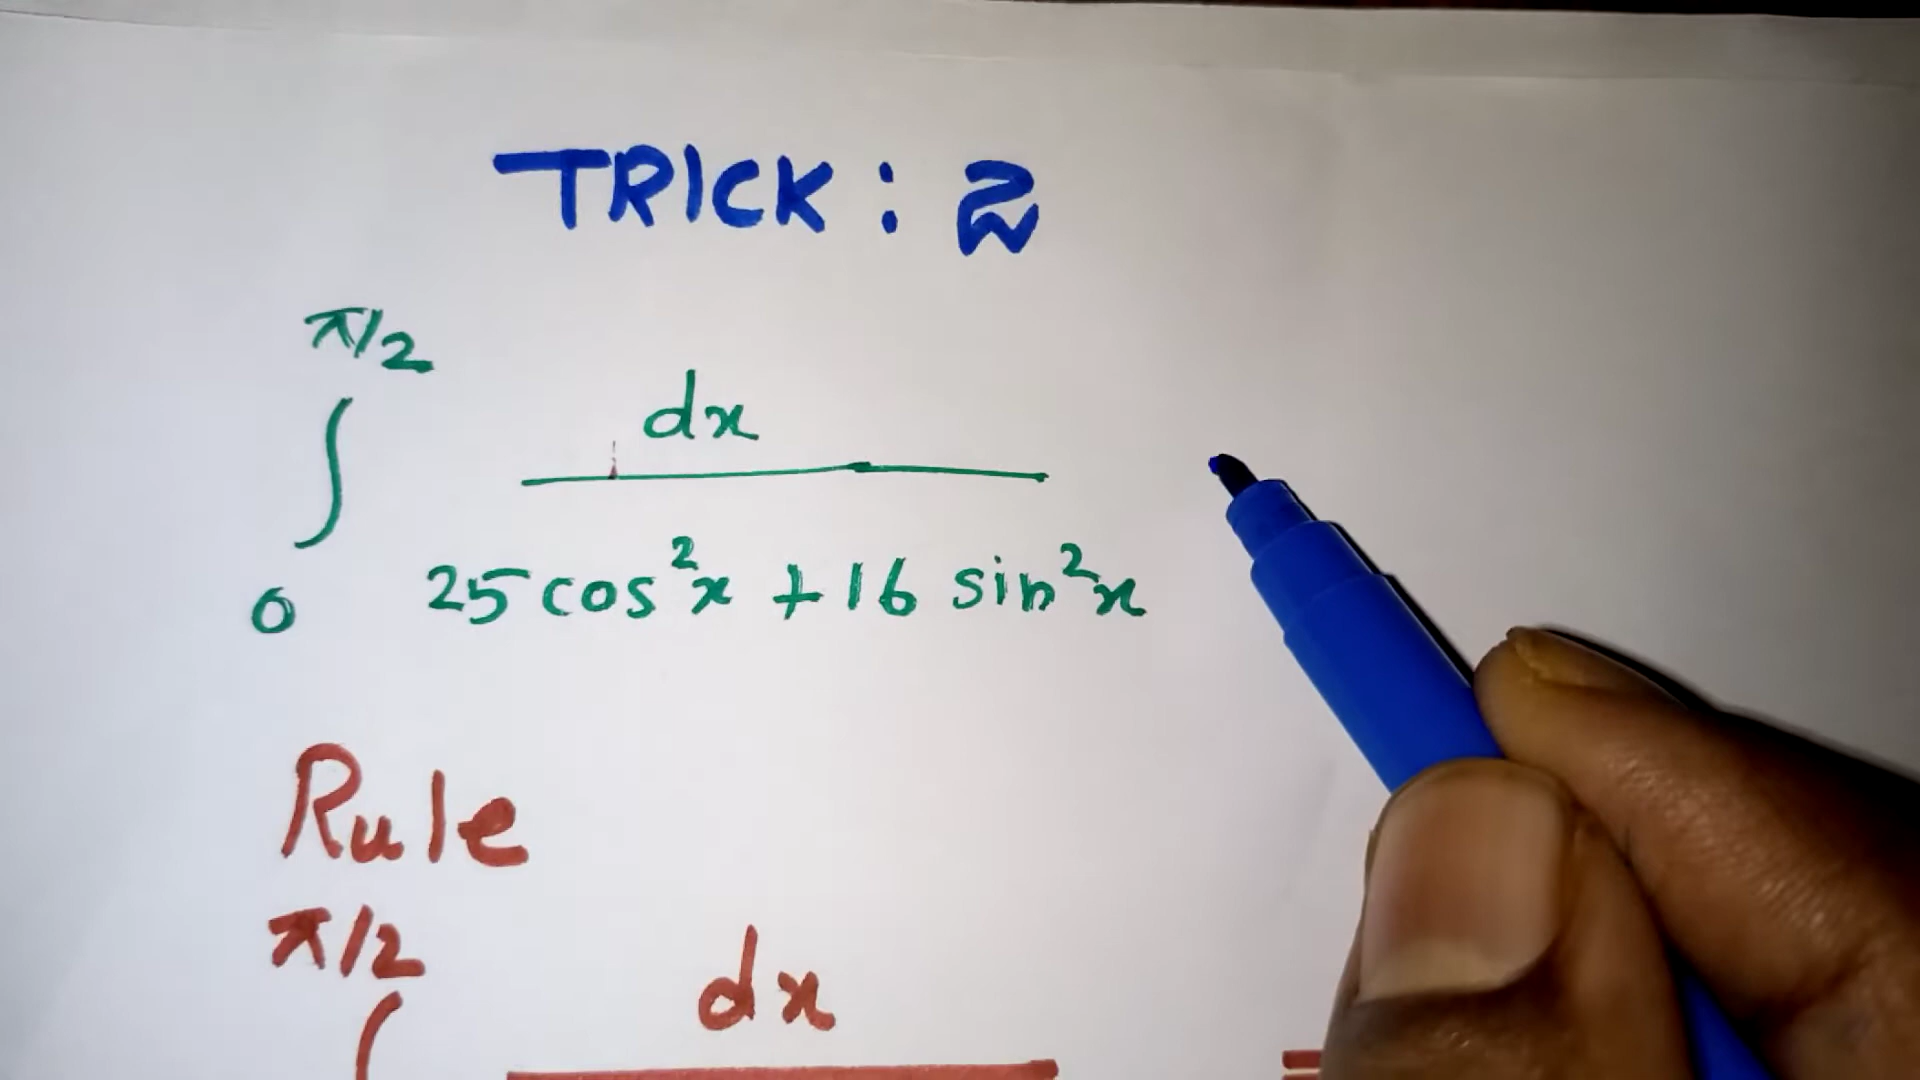 TRICK : 2
π/2
∫ dx
0 25 cos²x + 16 sin²x
Rule
π/2
∫ dx